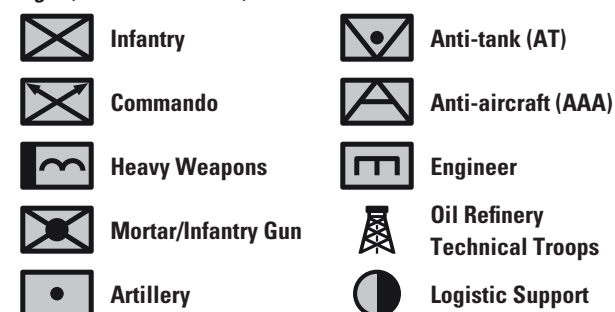 Infantry
Anti-tank (AT)
Commando
Anti-aircraft (AAA)
Heavy Weapons
Engineer
Mortar/Infantry Gun
Oil Refinery
Technical Troops
Artillery
Logistic Support